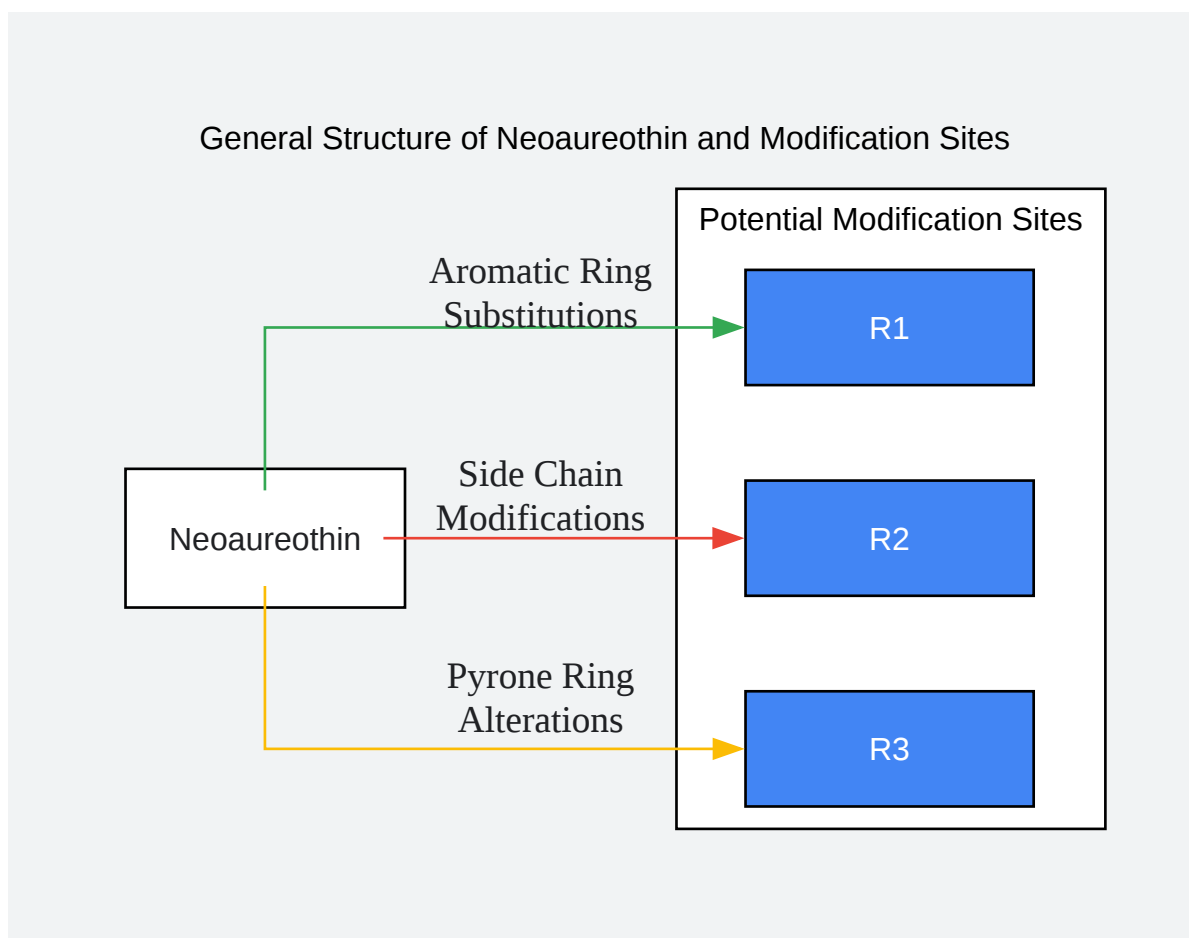 General Structure of Neoaureothin and Modification Sites
Potential Modification Sites
Aromatic Ring
Substitutions
R1
Side Chain
Modifications
Neoaureothin
R2
Pyrone Ring
Alterations
R3